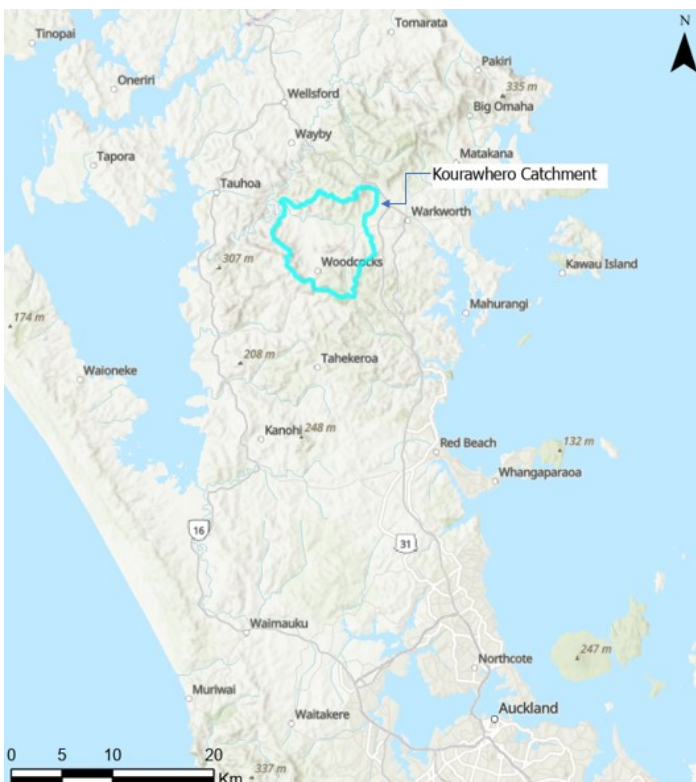 N
Tinopai
Tomarata
Pakiri
Oneriri
335 m
Wellsford
Big Omaha
Wayby
Matakana
Tapora
Kourawhero Catchment
Tauhoa
Warkworth
307 m
Woodcocks
Kawau Island
174 m
Mahurangi
208 m
Tahekeroa
Waioneke
Kanohi
248 m
Red Beach
132 m
Whangaparaoa
16
31
Waimauku
247 m
Northcote
Muriwai
Auckland
Waitakere
0 5 10 20
Km
337 m